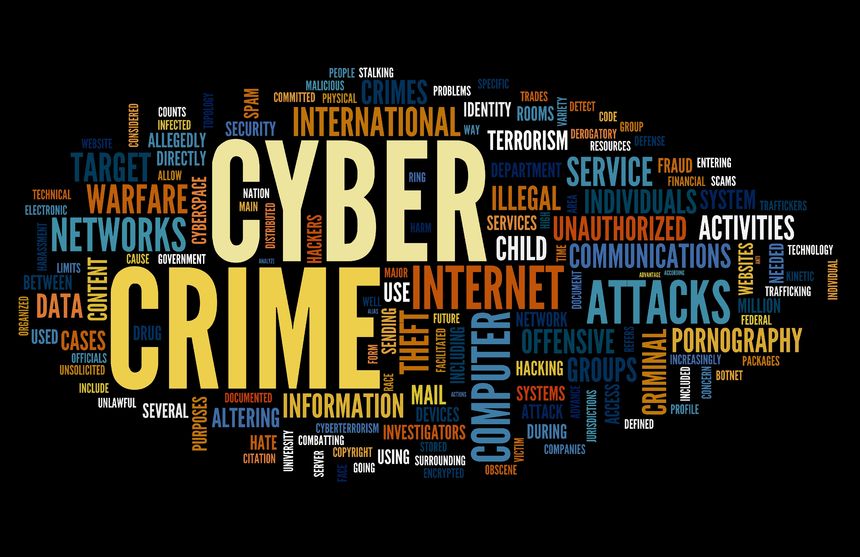 PEOPLE STALKING
SPECIFIC
MALICIOUS
CRIMES
PROBLEMS
COMMITTED PHYSICAL
TRADES
SPAM
CONSIDERED
COUNTS
INFECTED
TOPOLOGY
IDENTITY
ROOMS
VARIETY
DETECT
CODE
GROUP
INTERNATIONAL
WAY
SECURITY
ALLEGEDLY
WEBSITE
TERRORISM
DEROGATORY
RESOURCES
DEFENSE
DIRECTLY
TARGET
ALLOW
CYBER
RING
DEPARTMENT
SERVICE
FRAUD
ENTERING
FINANCIAL
SCAMS
TECHNICAL
WARFARE
CYBERSPACE
NATION
MAIN
DISTRIBUTED
HACKERS
HARM
ILLEGAL
AREA
INDIVIDUALS
SYSTEM
TRAFFICKERS
ELECTRONIC
NETWORKS
HARASSMENT
SERVICES
HIGH
UNAUTHORIZED
ACTIVITIES
CHILD
TIME
COMMUNICATIONS
WEBSITES
ANTI
NEEDED
TECHNOLOGY
LIMITS
CAUSE
GOVERNMENT
ANALYZE
CONTENT
BETWEEN
CRIME
MAJOR
USE
INTERNET
DOCUMENT
ADVANTAGE
ACCORDING
KINETIC
INDIVIDUAL
TRAFFICKING
ORGANIZED
DATA
WELL
ALIAS
SENDING
THEFT
FUTURE
FACILITATED
INCLUDING
NETWORK
ATTACKS
MILLION
FEDERAL
USED
CASES
DRUG
OFFENSIVE
REFERS
CRIMINAL
PORNOGRAPHY
OFFICIALS
UNSOLICITED
FORM
COMPUTER
HACKING
GROUPS
INCREASINGLY
PACKAGES
INCLUDED
CONCERN
BOTNET
INCLUDE
RACE
ACTIONS
MAIL
SYSTEMS
ADVANCE
JURISDICTIONS
ACCESS
PROFILE
UNLAWFUL
SEVERAL
PURPOSES
DOCUMENTED
ALTERING
INFORMATION
DEVICES
ATTACK
DEFINED
CYBERTERRORISM
INVESTIGATORS
DURING
HATE
UNIVERSITY
COMBATTING
STORED
VICTIM
COMPANIES
CITATION
SERVER
COPYRIGHT
FACE
GOING
USING
SURROUNDING
ENCRYPTED
OBSCENE